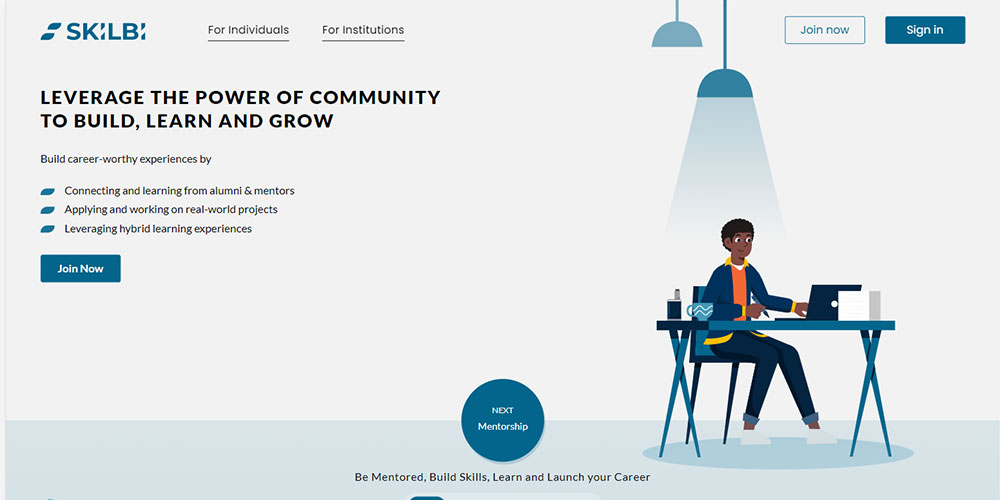 SKILBI
For Individuals
For Institutions
Join now
Sign in
LEVERAGE THE POWER OF COMMUNITY
TO BUILD, LEARN AND GROW
Build career-worthy experiences by
Connecting and learning from alumni & mentors
Applying and working on real-world projects
Leveraging hybrid learning experiences
Join Now
NEXT
Mentorship
Be Mentored, Build Skills, Learn and Launch your Career